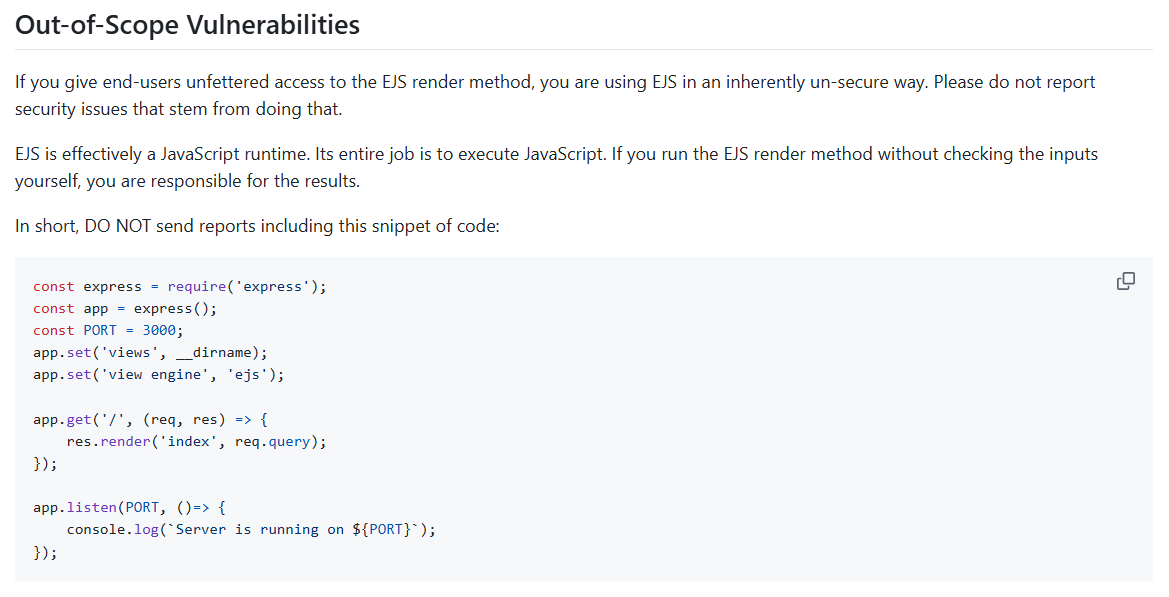 Out-of-Scope Vulnerabilities
If you give end-users unfettered access to the EJS render method, you are using EJS in an inherently un-secure way. Please do not report
security issues that stem from doing that.
EJS is effectively a JavaScript runtime. Its entire job is to execute JavaScript. If you run the EJS render method without checking the inputs
yourself, you are responsible for the results.
In short, DO NOT send reports including this snippet of code:
const express = require('express');
const app = express();
const PORT = 3000;
app.set('views', __dirname);
app.set('view engine', 'ejs');

app.get('/', (req, res) => {
    res.render('index', req.query);
});

app.listen(PORT, ()=> {
    console.log(`Server is running on ${PORT}`);
});